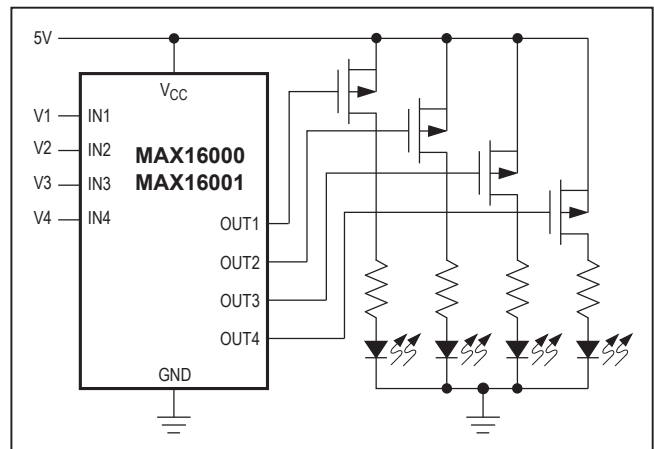 5V
VCC
V1 IN1
V2 IN2
V3 IN3
V4 IN4
MAX16000
MAX16001
OUT1
OUT2
OUT3
OUT4
GND